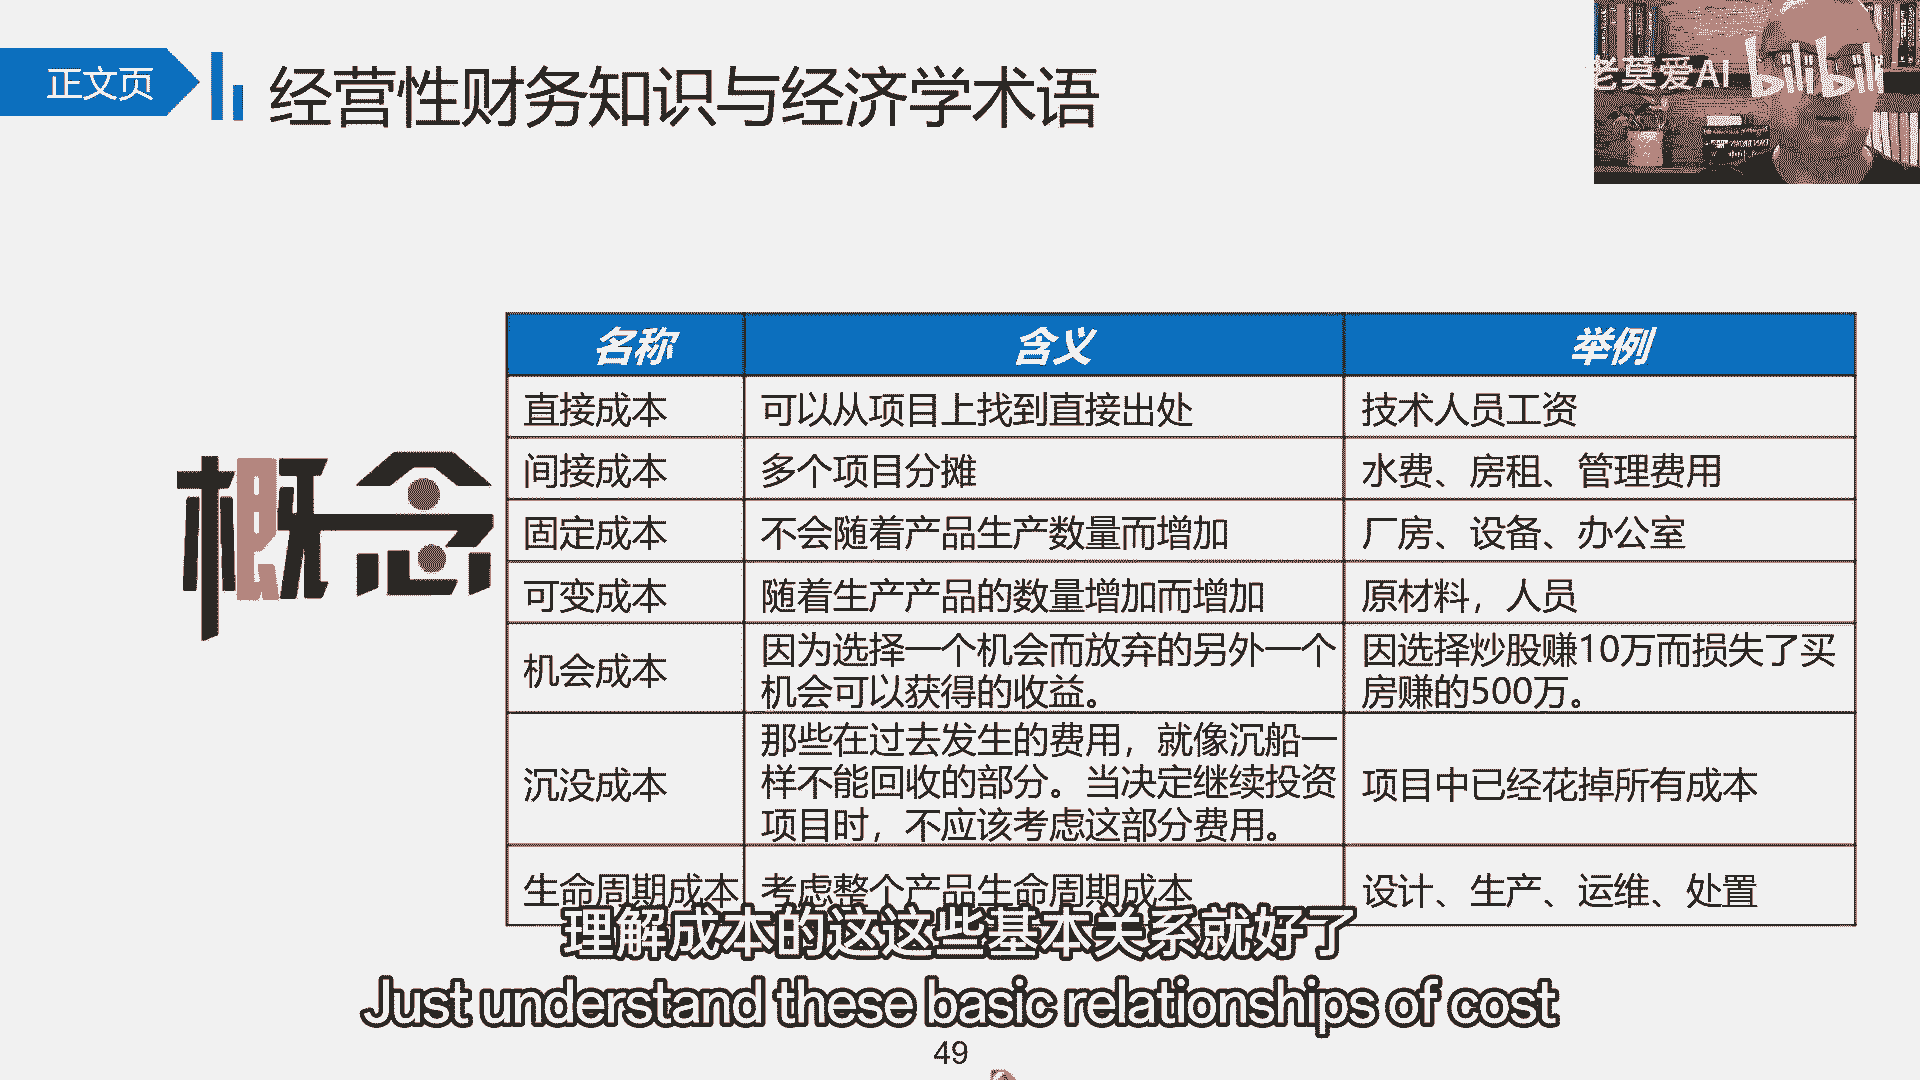 正文页
经营性财务知识与经济学术语
老莫爱AI bilibili
概念
名称 含义 举例
直接成本 可以从项目上找到直接出处 技术人员工资
间接成本 多个项目分摊 水费、房租、管理费用
固定成本 不会随着产品生产数量而增加 厂房、设备、办公室
可变成本 随着生产产品的数量增加而增加 原材料，人员
机会成本 因为选择一个机会而放弃的另外一个
机会可以获得的收益。 因选择炒股赚10万而损失了买
房赚的500万。
沉没成本 那些在过去发生的费用，就像沉船一
样不能回收的部分。当决定继续投资
项目时，不应该考虑这部分费用。 项目中已经花掉所有成本
生命周期成本 考虑整个产品生命周期成本 设计、生产、运维、处置
理解成本的这这些基本关系就好了
Just understand these basic relationships of cost
49